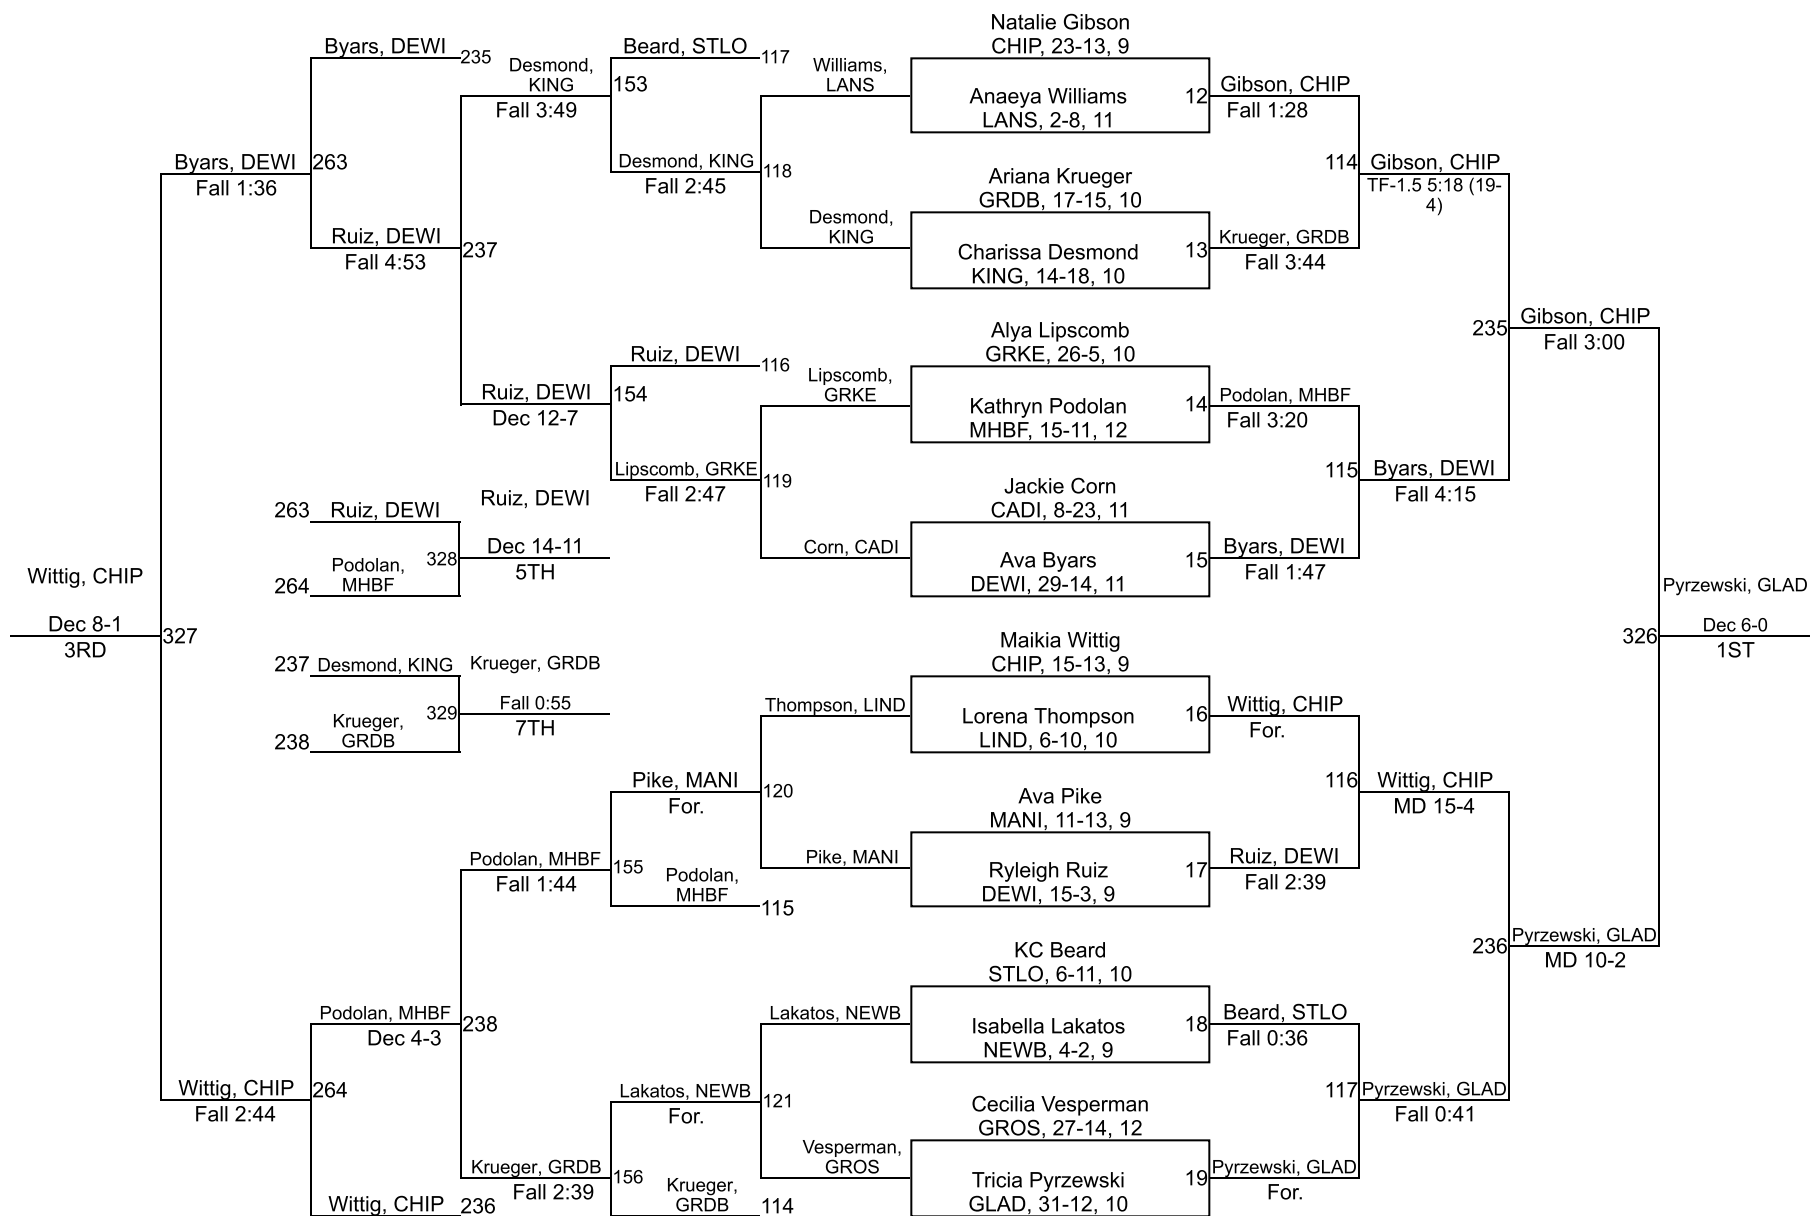 Natalie Gibson
CHIP, 23-13, 9
Anaeya Williams
LANS, 2-8, 11
12
Ariana Krueger
GRDB, 17-15, 10
Charissa Desmond
KING, 14-18, 10
13
Alya Lipscomb
GRKE, 26-5, 10
Kathryn Podolan
MHBF, 15-11, 12
14
Jackie Corn
CADI, 8-23, 11
Ava Byars
DEWI, 29-14, 11
15
Maikia Wittig
CHIP, 15-13, 9
Lorena Thompson
LIND, 6-10, 10
16
Ava Pike
MANI, 11-13, 9
Ryleigh Ruiz
DEWI, 15-3, 9
17
KC Beard
STLO, 6-11, 10
Isabella Lakatos
NEWB, 4-2, 9
18
Cecilia Vesperman
GROS, 27-14, 12
Tricia Pyrzewski
GLAD, 31-12, 10
19
Gibson, CHIP
Fall 1:28
114
Krueger, GRDB
Fall 3:44
Podolan, MHBF
Fall 3:20
115
Byars, DEWI
Fall 1:47
Wittig, CHIP
For.
116
Ruiz, DEWI
Fall 2:39
Beard, STLO
Fall 0:36
117
Pyrzewski, GLAD
For.
Gibson, CHIP
TF-1.5 5:18 (19-
4)
235
Byars, DEWI
Fall 4:15
Wittig, CHIP
MD 15-4
236
Pyrzewski, GLAD
Fall 0:41
Gibson, CHIP
Fall 3:00
326
Pyrzewski, GLAD
MD 10-2
Pyrzewski, GLAD
Dec 6-0
1ST
Williams,
LANS
118
Desmond,
KING
Lipscomb,
GRKE
119
Corn, CADI
Thompson, LIND
120
Pike, MANI
Lakatos, NEWB
121
Vesperman,
GROS
Beard, STLO
117
153
Desmond, KING
Fall 2:45
Ruiz, DEWI
116
154
Lipscomb, GRKE
Fall 2:47
Pike, MANI
For.
155
Podolan,
MHBF
115
Lakatos, NEWB
For.
156
Krueger,
GRDB
114
Desmond,
KING
Fall 3:49
237
Ruiz, DEWI
Dec 12-7
Podolan, MHBF
Fall 1:44
238
Krueger, GRDB
Fall 2:39
Byars, DEWI
235
263
Ruiz, DEWI
Fall 4:53
Podolan, MHBF
Dec 4-3
264
Wittig, CHIP
236
Byars, DEWI
Fall 1:36
327
Wittig, CHIP
Fall 2:44
Wittig, CHIP
Dec 8-1
3RD
263
Ruiz, DEWI
264
Podolan,
MHBF
328
Ruiz, DEWI
Dec 14-11
5TH
237
Desmond, KING
238
Krueger,
GRDB
329
Krueger, GRDB
Fall 0:55
7TH